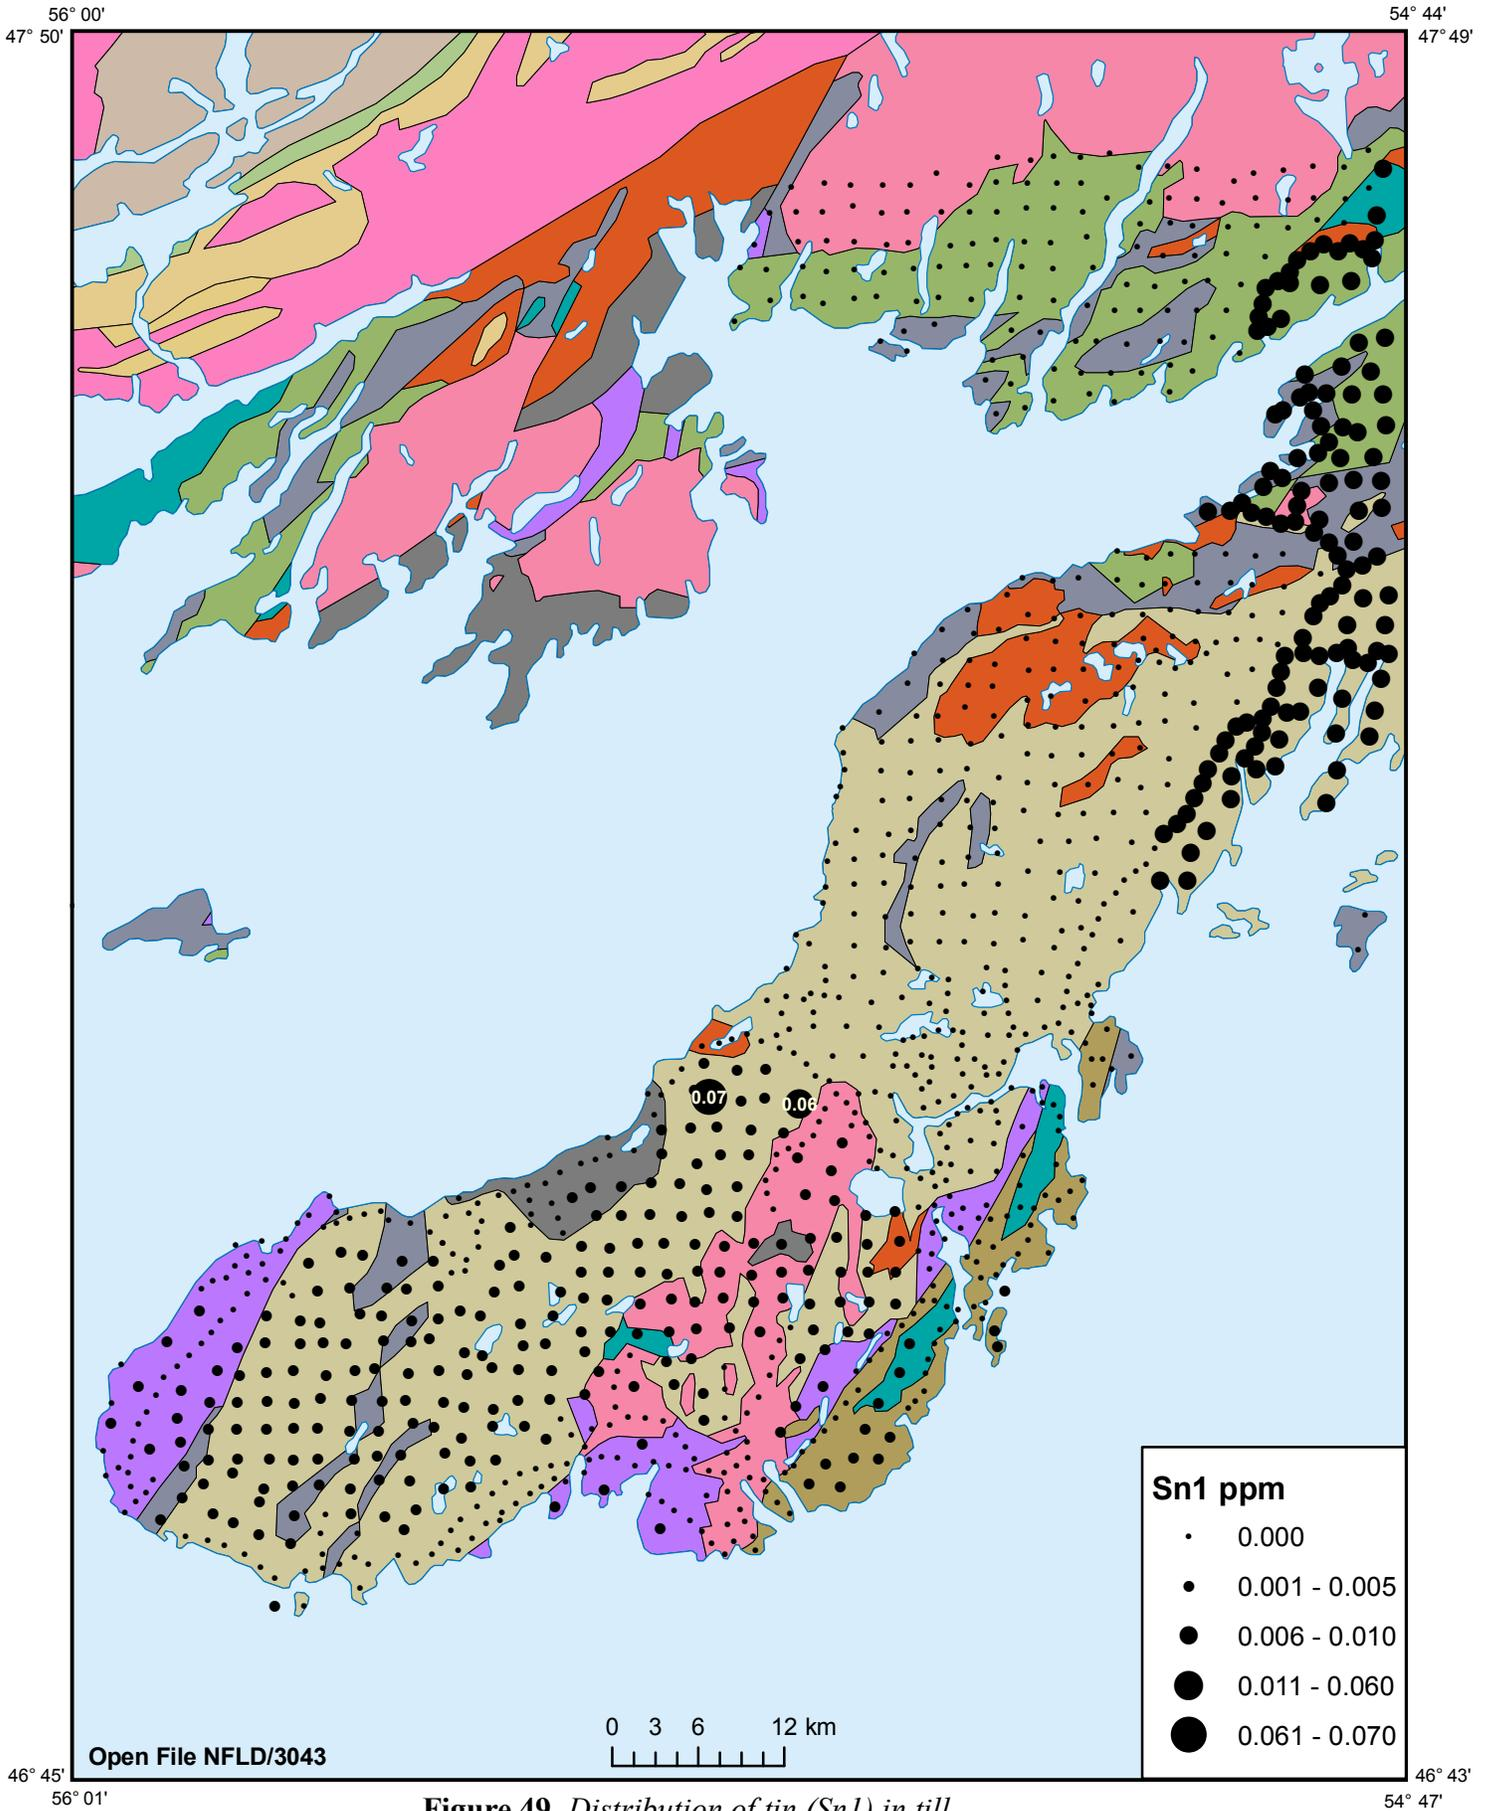 56° 00'
54° 44'
47° 50'
47° 49'
0.07
0.06
Sn1 ppm
0.000
0.001 - 0.005
0.006 - 0.010
0.011 - 0.060
0.061 - 0.070
0 3 6 12 km
Open File NFLD/3043
46° 45'
46° 43'
56° 01'
54° 47'
Figure 49. Distribution of tin (Sn1) in till